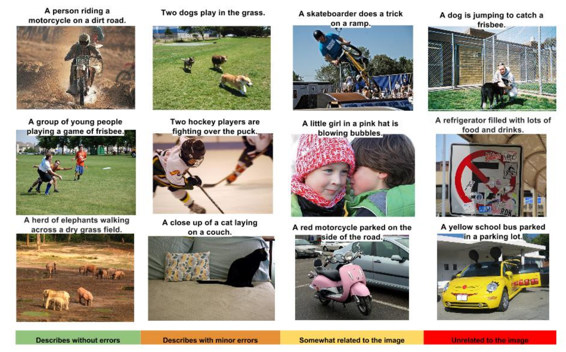 A person riding a
motorcycle on a dirt road.
Two dogs play in the grass.
A skateboarder does a trick
on a ramp.
A dog is jumping to catch a
frisbee.
A group of young people
playing a game of frisbee.
Two hockey players are
fighting over the puck.
A little girl in a pink hat is
blowing bubbles.
A refrigerator filled with lots of
food and drinks.
A herd of elephants walking
across a dry grass field.
A close up of a cat laying
on a couch.
A red motorcycle parked on the
side of the road.
A yellow school bus parked
in a parking lot.
Describes without errors
Describes with minor errors
Somewhat related to the image
Unrelated to the image